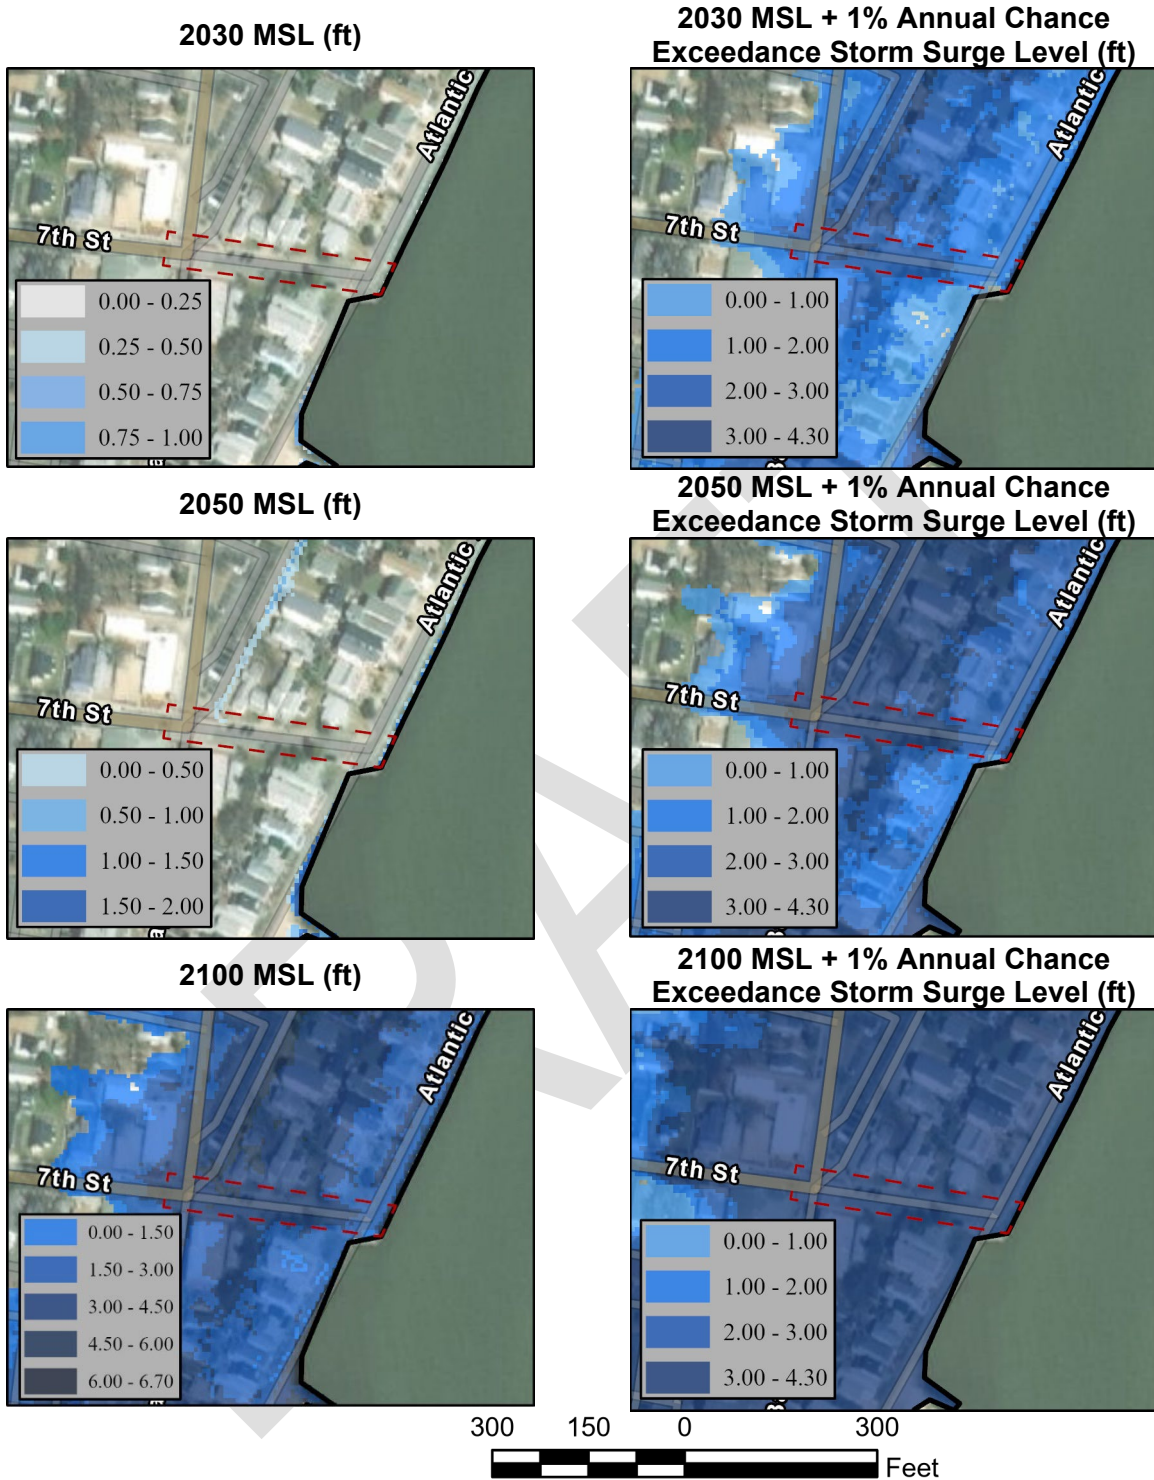 2030 MSL (ft)
2030 MSL + 1% Annual Chance
Exceedance Storm Surge Level (ft)
Atlantic
7th St
0.00 - 0.25
0.25 - 0.50
0.50 - 0.75
0.75 - 1.00
Atlantic
7th St
0.00 - 1.00
1.00 - 2.00
2.00 - 3.00
3.00 - 4.30
2050 MSL (ft)
2050 MSL + 1% Annual Chance
Exceedance Storm Surge Level (ft)
Atlantic
7th St
0.00 - 0.50
0.50 - 1.00
1.00 - 1.50
1.50 - 2.00
Atlantic
7th St
0.00 - 1.00
1.00 - 2.00
2.00 - 3.00
3.00 - 4.30
2100 MSL (ft)
2100 MSL + 1% Annual Chance
Exceedance Storm Surge Level (ft)
Atlantic
7th St
0.00 - 1.50
1.50 - 3.00
3.00 - 4.50
4.50 - 6.00
6.00 - 6.70
Atlantic
7th St
0.00 - 1.00
1.00 - 2.00
2.00 - 3.00
3.00 - 4.30
300 150 0 300
Feet
DRAFT